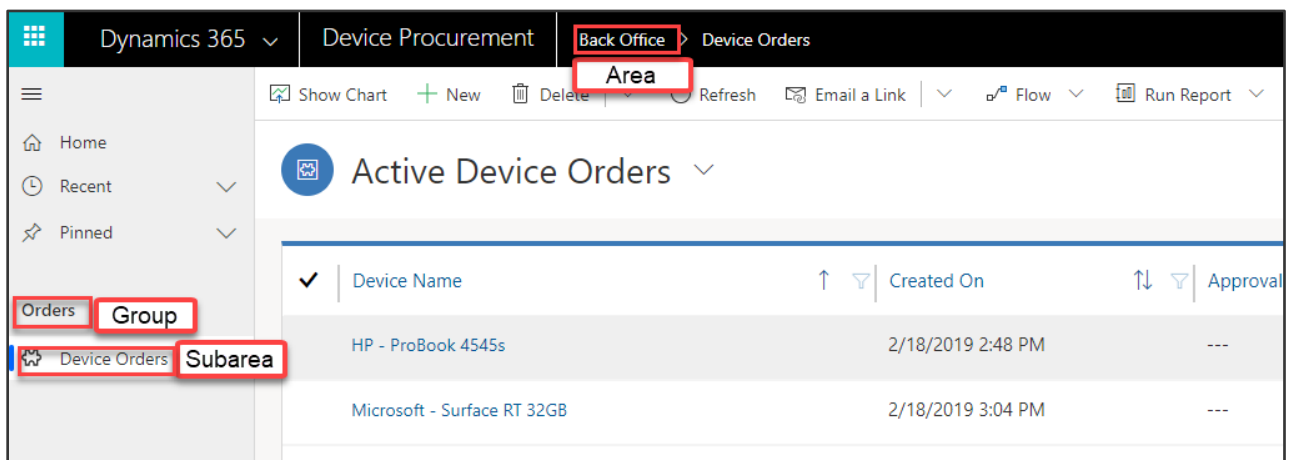 Dynamics 365 Device Procurement Back Office > Device Orders
Area
Show Chart New Delete Refresh Email a Link Flow Run Report
Home
Active Device Orders
Recent
Pinned
Device Name Created On Approval
Orders Group
HP - ProBook 4545s 2/18/2019 2:48 PM ---
Device Orders Subarea
Microsoft - Surface RT 32GB 2/18/2019 3:04 PM ---